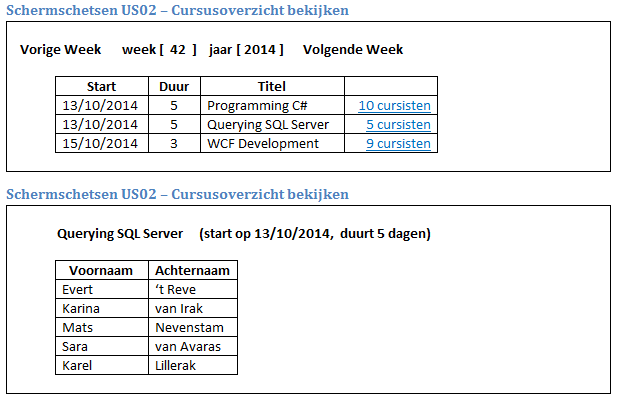 Schermschetsen US02 – Cursusoverzicht bekijken
Vorige Week week [ 42 ] jaar [ 2014 ] Volgende Week
Start Duur Titel
13/10/2014 5 Programming C# 10 cursisten
13/10/2014 5 Querying SQL Server 5 cursisten
15/10/2014 3 WCF Development 9 cursisten
Schermschetsen US02 – Cursusoverzicht bekijken
Querying SQL Server (start op 13/10/2014, duurt 5 dagen)
Voornaam Achternaam
Evert ‘t Reve
Karina van Irak
Mats Nevenstam
Sara van Avaras
Karel Lillerak